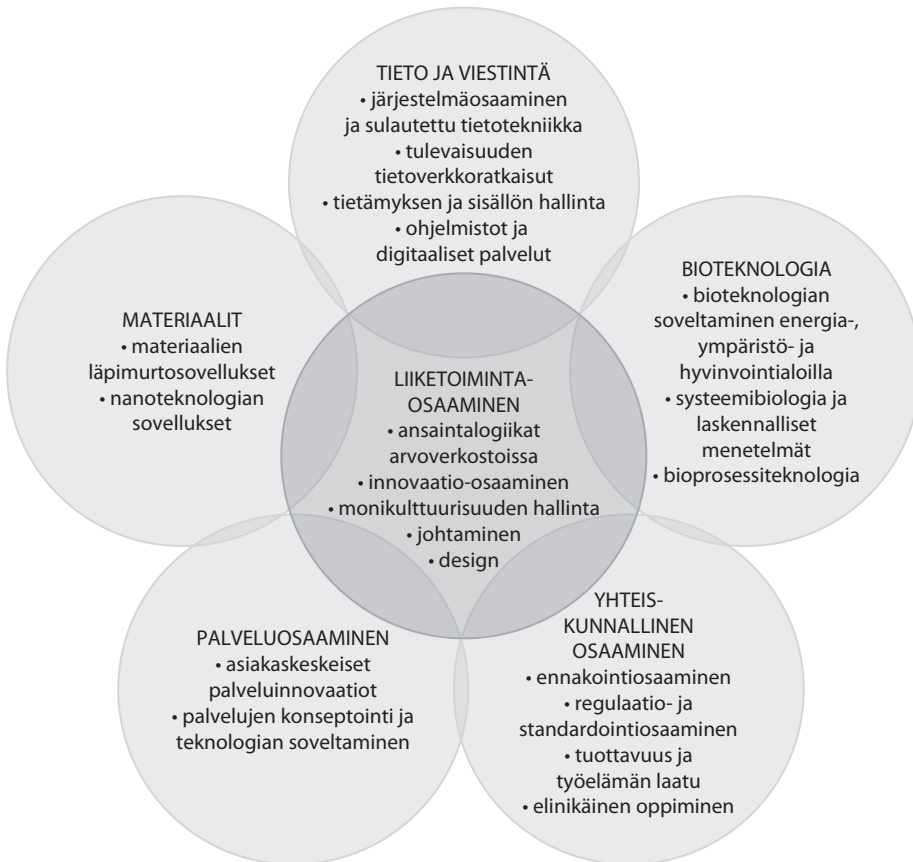 TIETO JA VIESTINTÄ
• järjestelmäosaaminen
ja sulautettu tietotekniikka
• tulevaisuuden
tietoverkkoratkaisut
• tietämyksen ja sisällön hallinta
• ohjelmistot ja
digitaaliset palvelut
MATERIAALIT
• materiaalien
läpimurtosovellukset
• nanoteknologian
sovellukset
LIIKETOIMINTA-
OSAAMINEN
• ansaintalogiikat
arvoverkostoissa
• innovaatio-osaaminen
• monikulttuurisuuden hallinta
• johtaminen
• design
BIOTEKNOLOGIA
• bioteknologian
soveltaminen energia-,
ympäristö- ja
hyvinvointialoilla
• systeemibiologia ja
laskennalliset
menetelmät
• bioprosessiteknologia
PALVELUOSAAMINEN
• asiakaskeskeiset
palveluinnovaatiot
• palvelujen konseptointi ja
teknologian soveltaminen
YHTEIS-
KUNNALLINEN
OSAAMINEN
• ennakointiosaaminen
• regulaatio- ja
standardointiosaaminen
• tuottavuus ja
työelämän laatu
• elinikäinen oppiminen